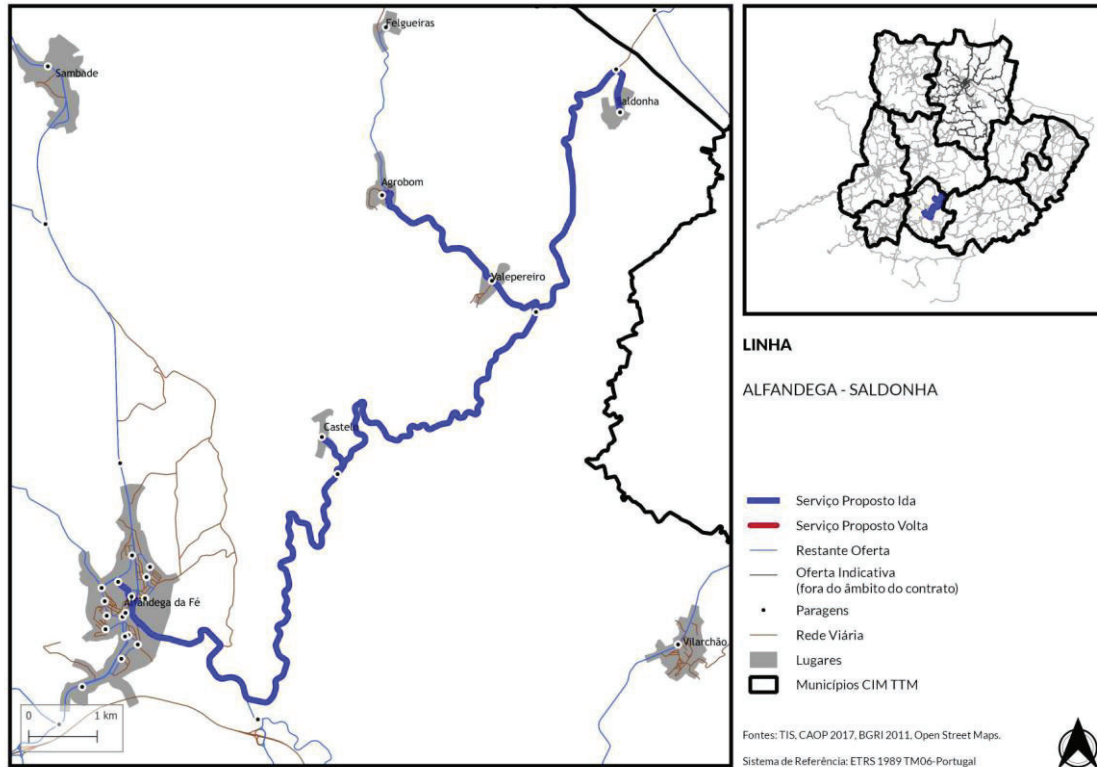 Felgueiras
Sambade
Saldonha
Agrobom
Valepereiro
Castelo
Alfandega da Fé
Vilarchão
0 1 km
LINHA
ALFANDEGA - SALDONHA
Serviço Proposto Ida
Serviço Proposto Volta
Restante Oferta
Oferta Indicativa
(fora do âmbito do contrato)
Paragens
Rede Viária
Lugares
Municípios CIM TTM
Fontes: TIS, CAOP 2017, BGRI 2011, Open Street Maps.
Sistema de Referência: ETRS 1989 TM06-Portugal